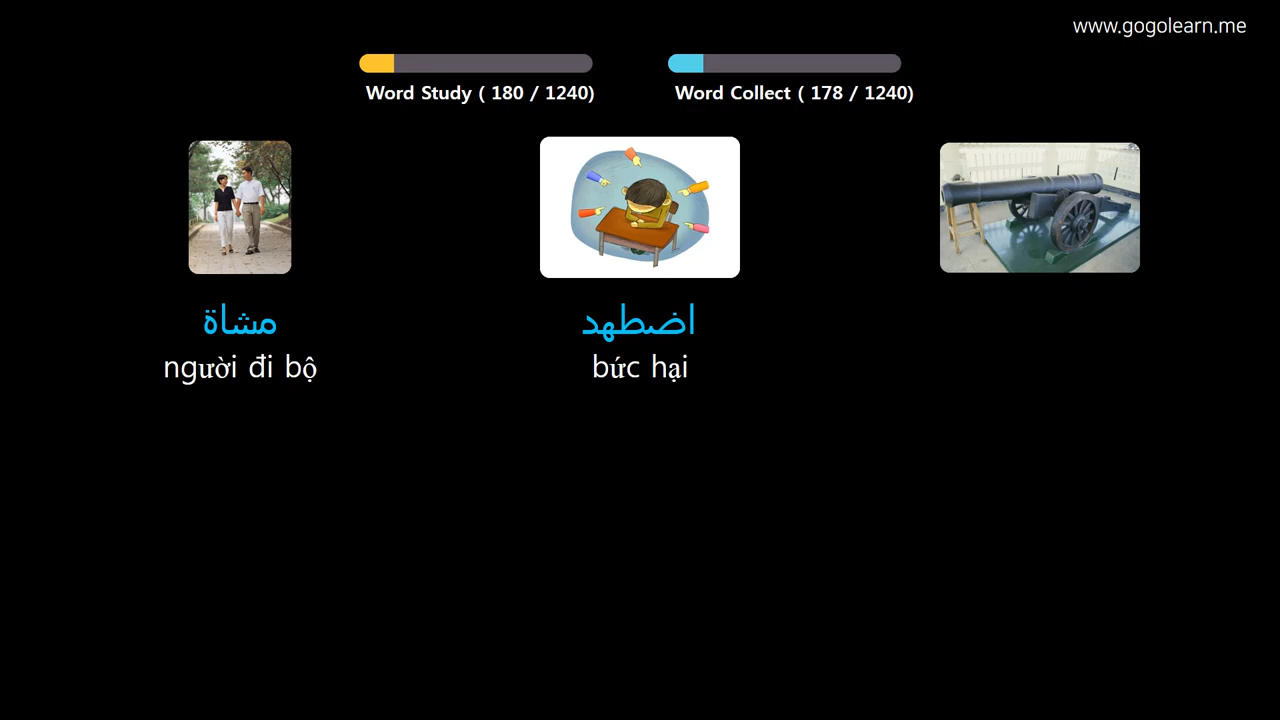 www.gogolearn.me
Word Study ( 180 / 1240)
Word Collect ( 178 / 1240)
مشاة
người đi bộ
اضطهد
bức hại